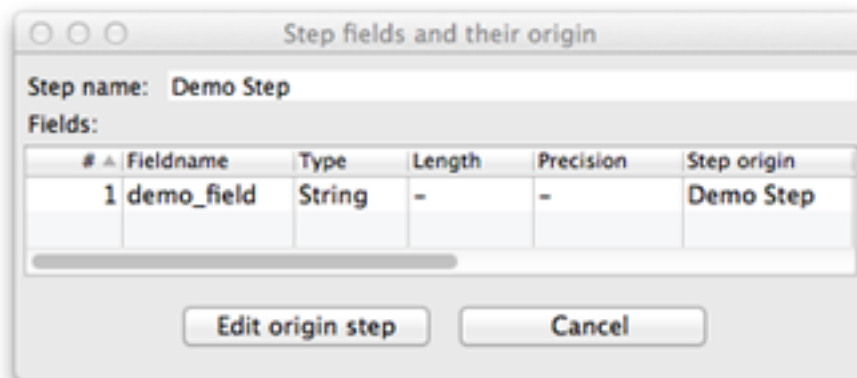 Step fields and their origin
Step name: Demo Step
Fields:
# Fieldname Type Length Precision Step origin
1 demo_field String - - Demo Step
Edit origin step Cancel